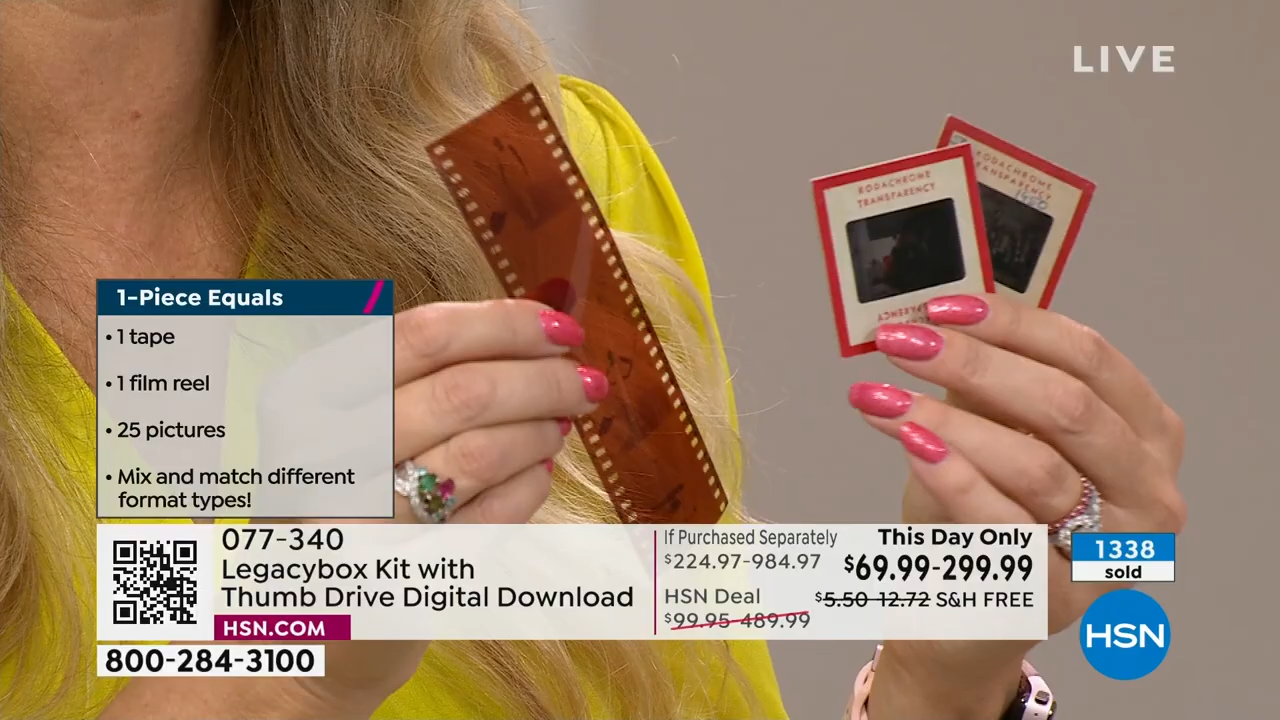 LIVE
KODACHROME
TRANSPARENCY
KODACHROME
TRANSPARENCY
1950
1-Piece Equals
• 1 tape
• 1 film reel
• 25 pictures
• Mix and match different
format types!
077-340
Legacybox Kit with
Thumb Drive Digital Download
HSN.COM
800-284-3100
If Purchased Separately
$224.97-984.97
HSN Deal
$99.95-489.99
This Day Only
$69.99-299.99
$5.50-12.72 S&H FREE
1338
sold
HSN